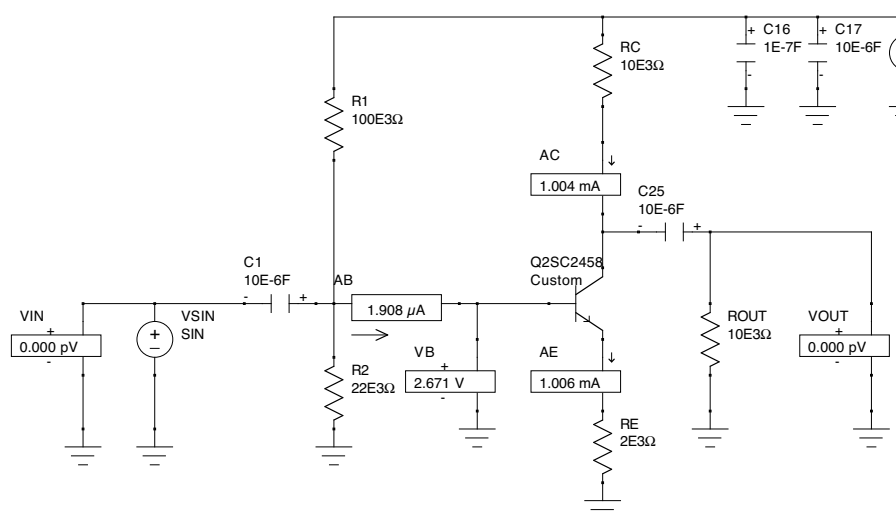 C16
1E-7F
C17
10E-6F
RC
10E3Ω
R1
100E3Ω
AC
1.004 mA
C25
10E-6F
Q2SC2458
Custom
C1
10E-6F
AB
1.908 µA
VIN
0.000 pV
VSIN
SIN
R2
22E3Ω
VB
2.671 V
AE
1.006 mA
ROUT
10E3Ω
VOUT
0.000 pV
RE
2E3Ω